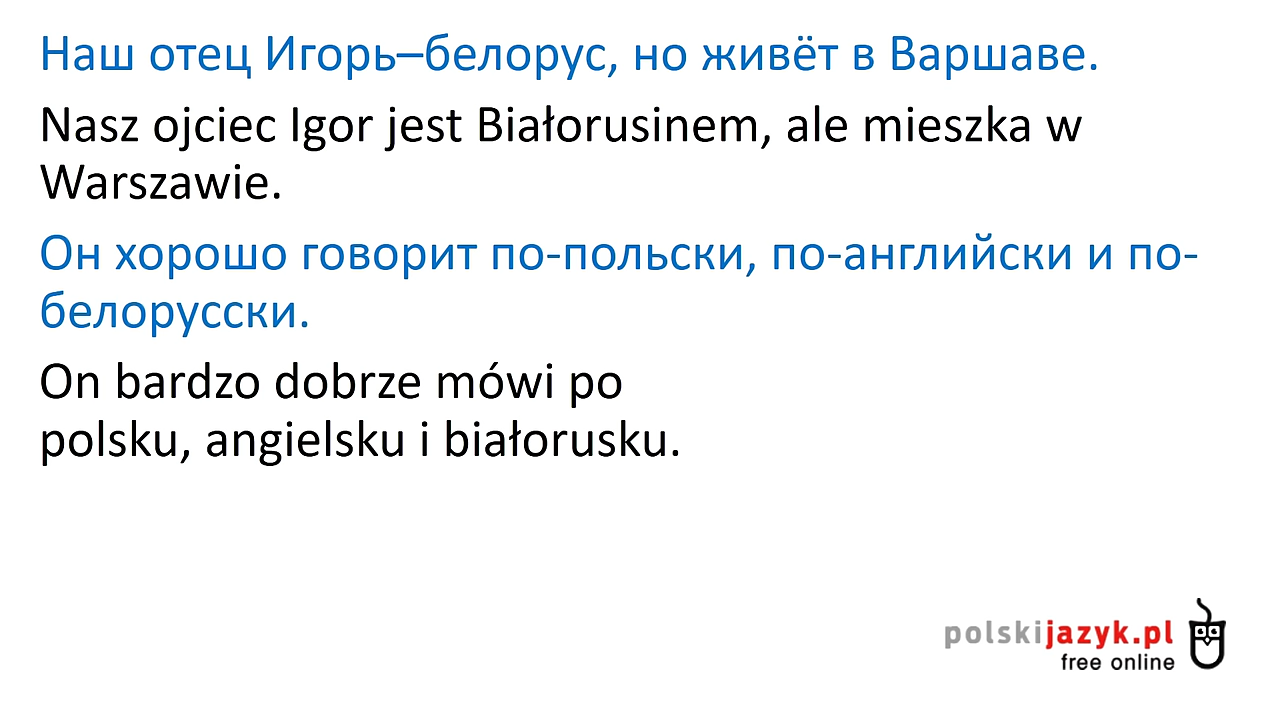 Наш отец Игорь–белорус, но живёт в Варшаве.
Nasz ojciec Igor jest Białorusinem, ale mieszka w
Warszawie.
Он хорошо говорит по-польски, по-английски и по-
белорусски.
On bardzo dobrze mówi po
polsku, angielsku i białorusku.
polskijazyk.pl
free online